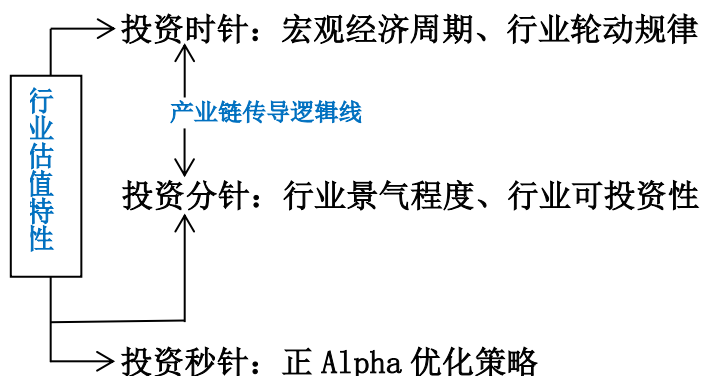 投资时针：宏观经济周期、行业轮动规律
产业链传导逻辑线
行业估值特性
投资分针：行业景气程度、行业可投资性
投资秒针：正 Alpha 优化策略